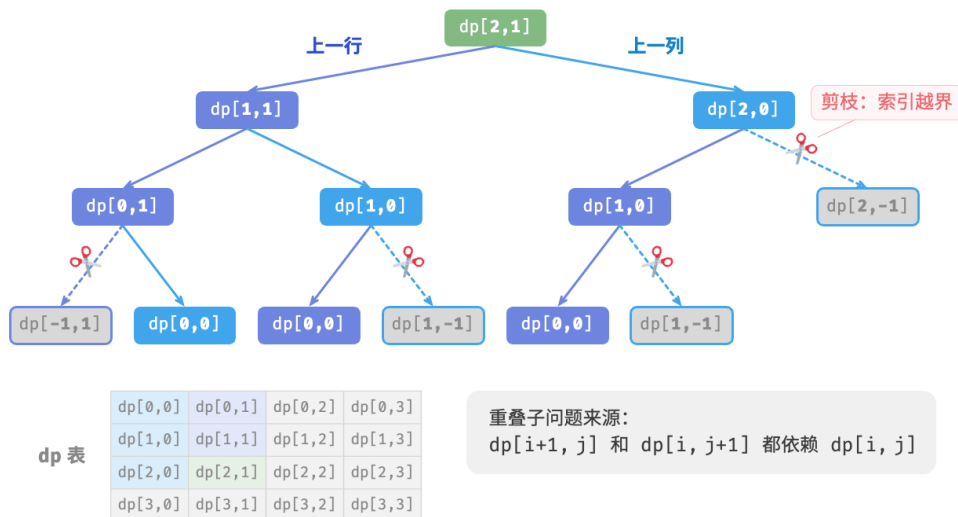 dp[2,1]
上一行
上一列
dp[1,1]
dp[2,0]
剪枝：索引越界
dp[0,1]
dp[1,0]
dp[1,0]
dp[2,-1]
dp[-1,1]
dp[0,0]
dp[0,0]
dp[1,-1]
dp[0,0]
dp[1,-1]
dp 表
dp[0,0] dp[0,1] dp[0,2] dp[0,3]
dp[1,0] dp[1,1] dp[1,2] dp[1,3]
dp[2,0] dp[2,1] dp[2,2] dp[2,3]
dp[3,0] dp[3,1] dp[3,2] dp[3,3]
重叠子问题来源：
dp[i+1,j] 和 dp[i,j+1] 都依赖 dp[i,j]